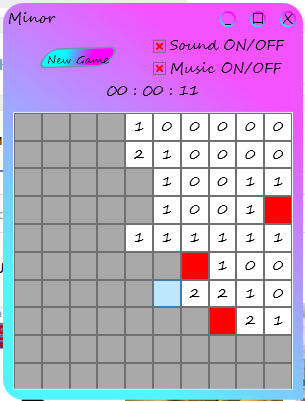 Minor
New Game
Sound ON/OFF
Music ON/OFF
00 : 00 : 11
1 0 0 0 0 0
2 1 0 0 0 0
1 0 0 1 1
1 0 0 1
1 1 1 1 1 1
1 0 0
2 2 1 0
2 1